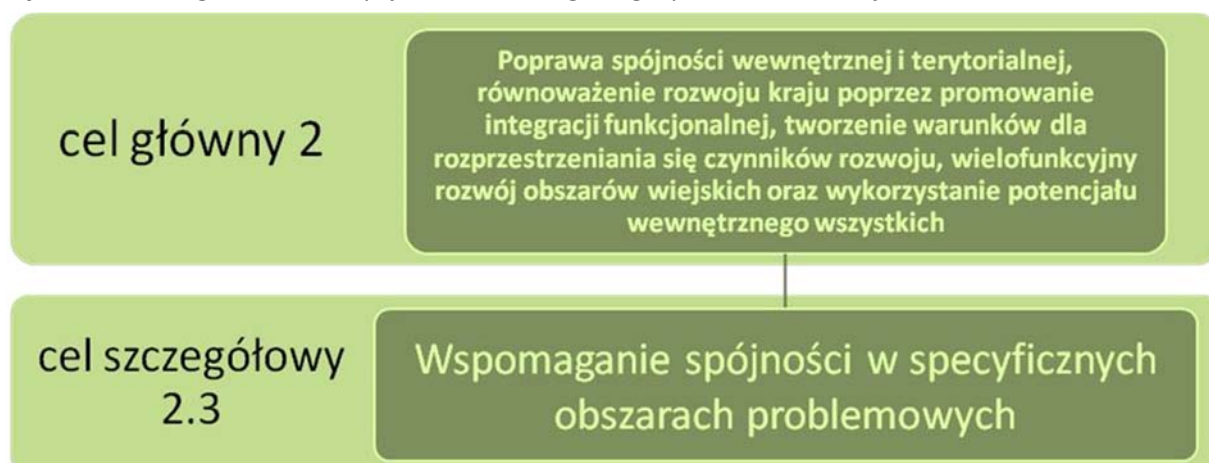 cel główny 2
Poprawa spójności wewnętrznej i terytorialnej,
równoważenie rozwoju kraju poprzez promowanie
integracji funkcjonalnej, tworzenie warunków dla
rozprzestrzeniania się czynników rozwoju, wielofunkcyjny
rozwój obszarów wiejskich oraz wykorzystanie potencjału
wewnętrznego wszystkich
cel szczegółowy
2.3
Wspomaganie spójności w specyficznych
obszarach problemowych